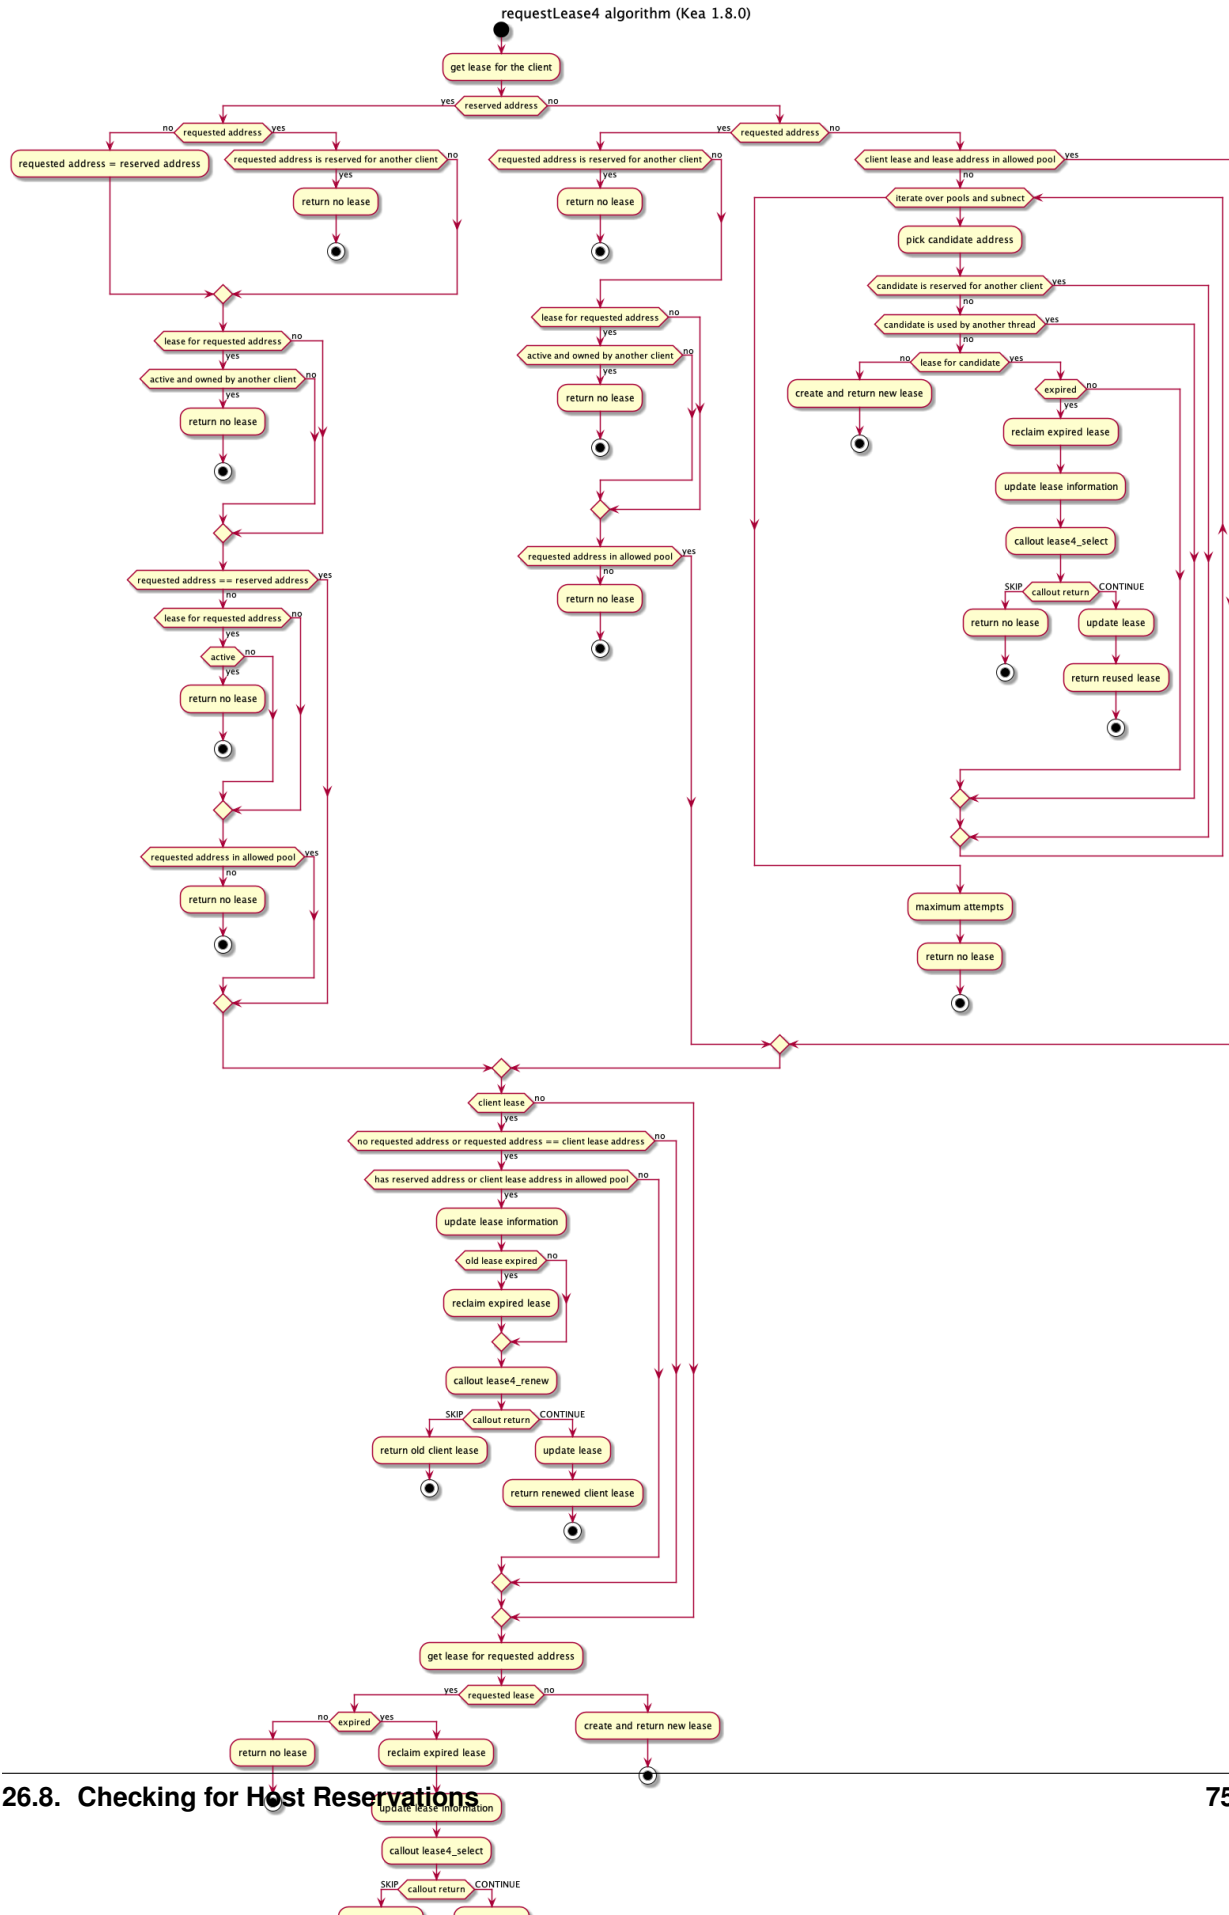 requestLease4 algorithm (Kea 1.8.0)
get lease for the client
yes reserved address no
no requested address yes
yes requested address no
requested address = reserved address
requested address is reserved for another client no
requested address is reserved for another client no
client lease and lease address in allowed pool yes
yes
yes
no
return no lease
return no lease
iterate over pools and subnect
pick candidate address
candidate is reserved for another client yes
no
lease for requested address no
candidate is used by another thread yes
lease for requested address no
yes
yes
no
active and owned by another client no
lease for candidate
no
yes
active and owned by another client no
yes
yes
create and return new lease
expired no
yes
return no lease
return no lease
reclaim expired lease
update lease information
callout lease4_select
requested address in allowed pool yes
no
requested address == reserved address yes
no
SKIP callout return CONTINUE
return no lease
lease for requested address no
yes
return no lease
update lease
active no
yes
return reused lease
return no lease
requested address in allowed pool yes
no
return no lease
maximum attempts
return no lease
client lease no
yes
no requested address or requested address == client lease address no
yes
has reserved address or client lease address in allowed pool no
yes
update lease information
old lease expired no
yes
reclaim expired lease
callout lease4_renew
SKIP callout return CONTINUE
return old client lease
update lease
return renewed client lease
get lease for requested address
yes requested lease no
no expired yes
create and return new lease
return no lease
reclaim expired lease
26.8. Checking for Host Reservations 75
update lease information
callout lease4_select
SKIP callout return CONTINUE